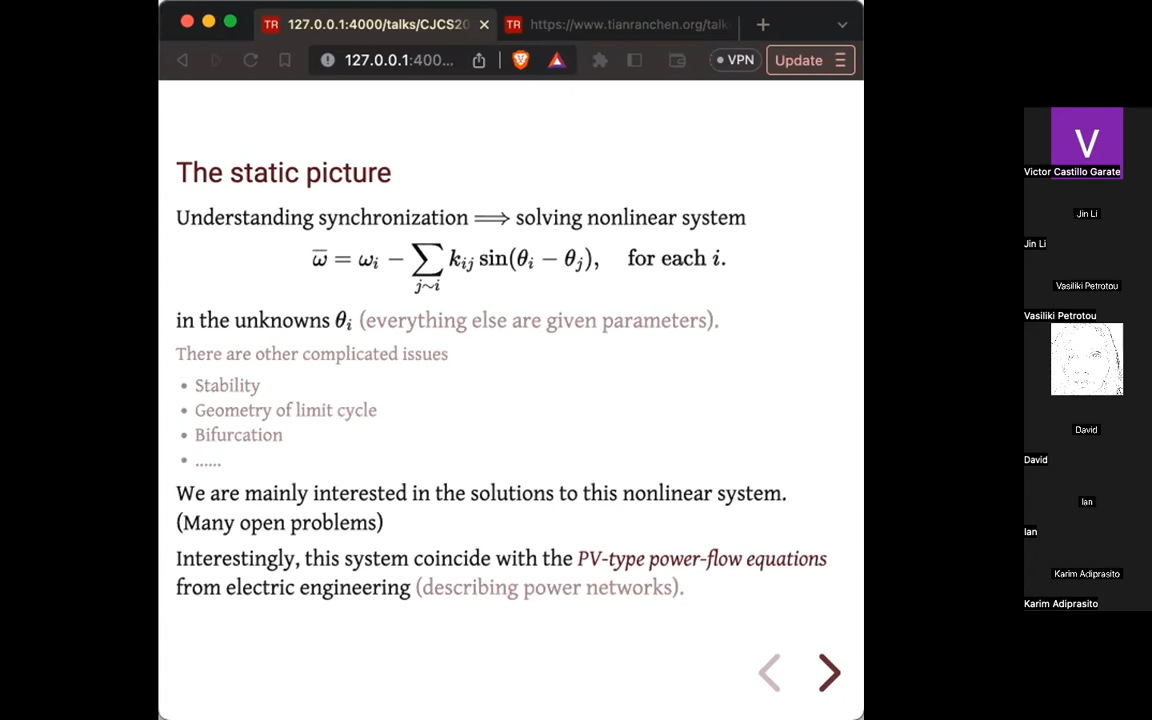 TR 127.0.0.1:4000/talks/CJCS20 × TR https://www.tianranchen.org/talk +
127.0.0.1:400... VPN Update
The static picture
Understanding synchronization ⟹ solving nonlinear system
ω̅ = ωᵢ − ∑ⱼ∼ᵢ kᵢⱼ sin(θᵢ − θⱼ), for each i.
in the unknowns θᵢ (everything else are given parameters).
There are other complicated issues
• Stability
• Geometry of limit cycle
• Bifurcation
• ......
We are mainly interested in the solutions to this nonlinear system.
(Many open problems)
Interestingly, this system coincide with the PV-type power-flow equations
from electric engineering (describing power networks).
V
Victor Castillo Garate
Jin Li
Jin Li
Vasiliki Petrotou
Vasiliki Petrotou
David
David
Ian
Ian
Karim Adiprasito
Karim Adiprasito